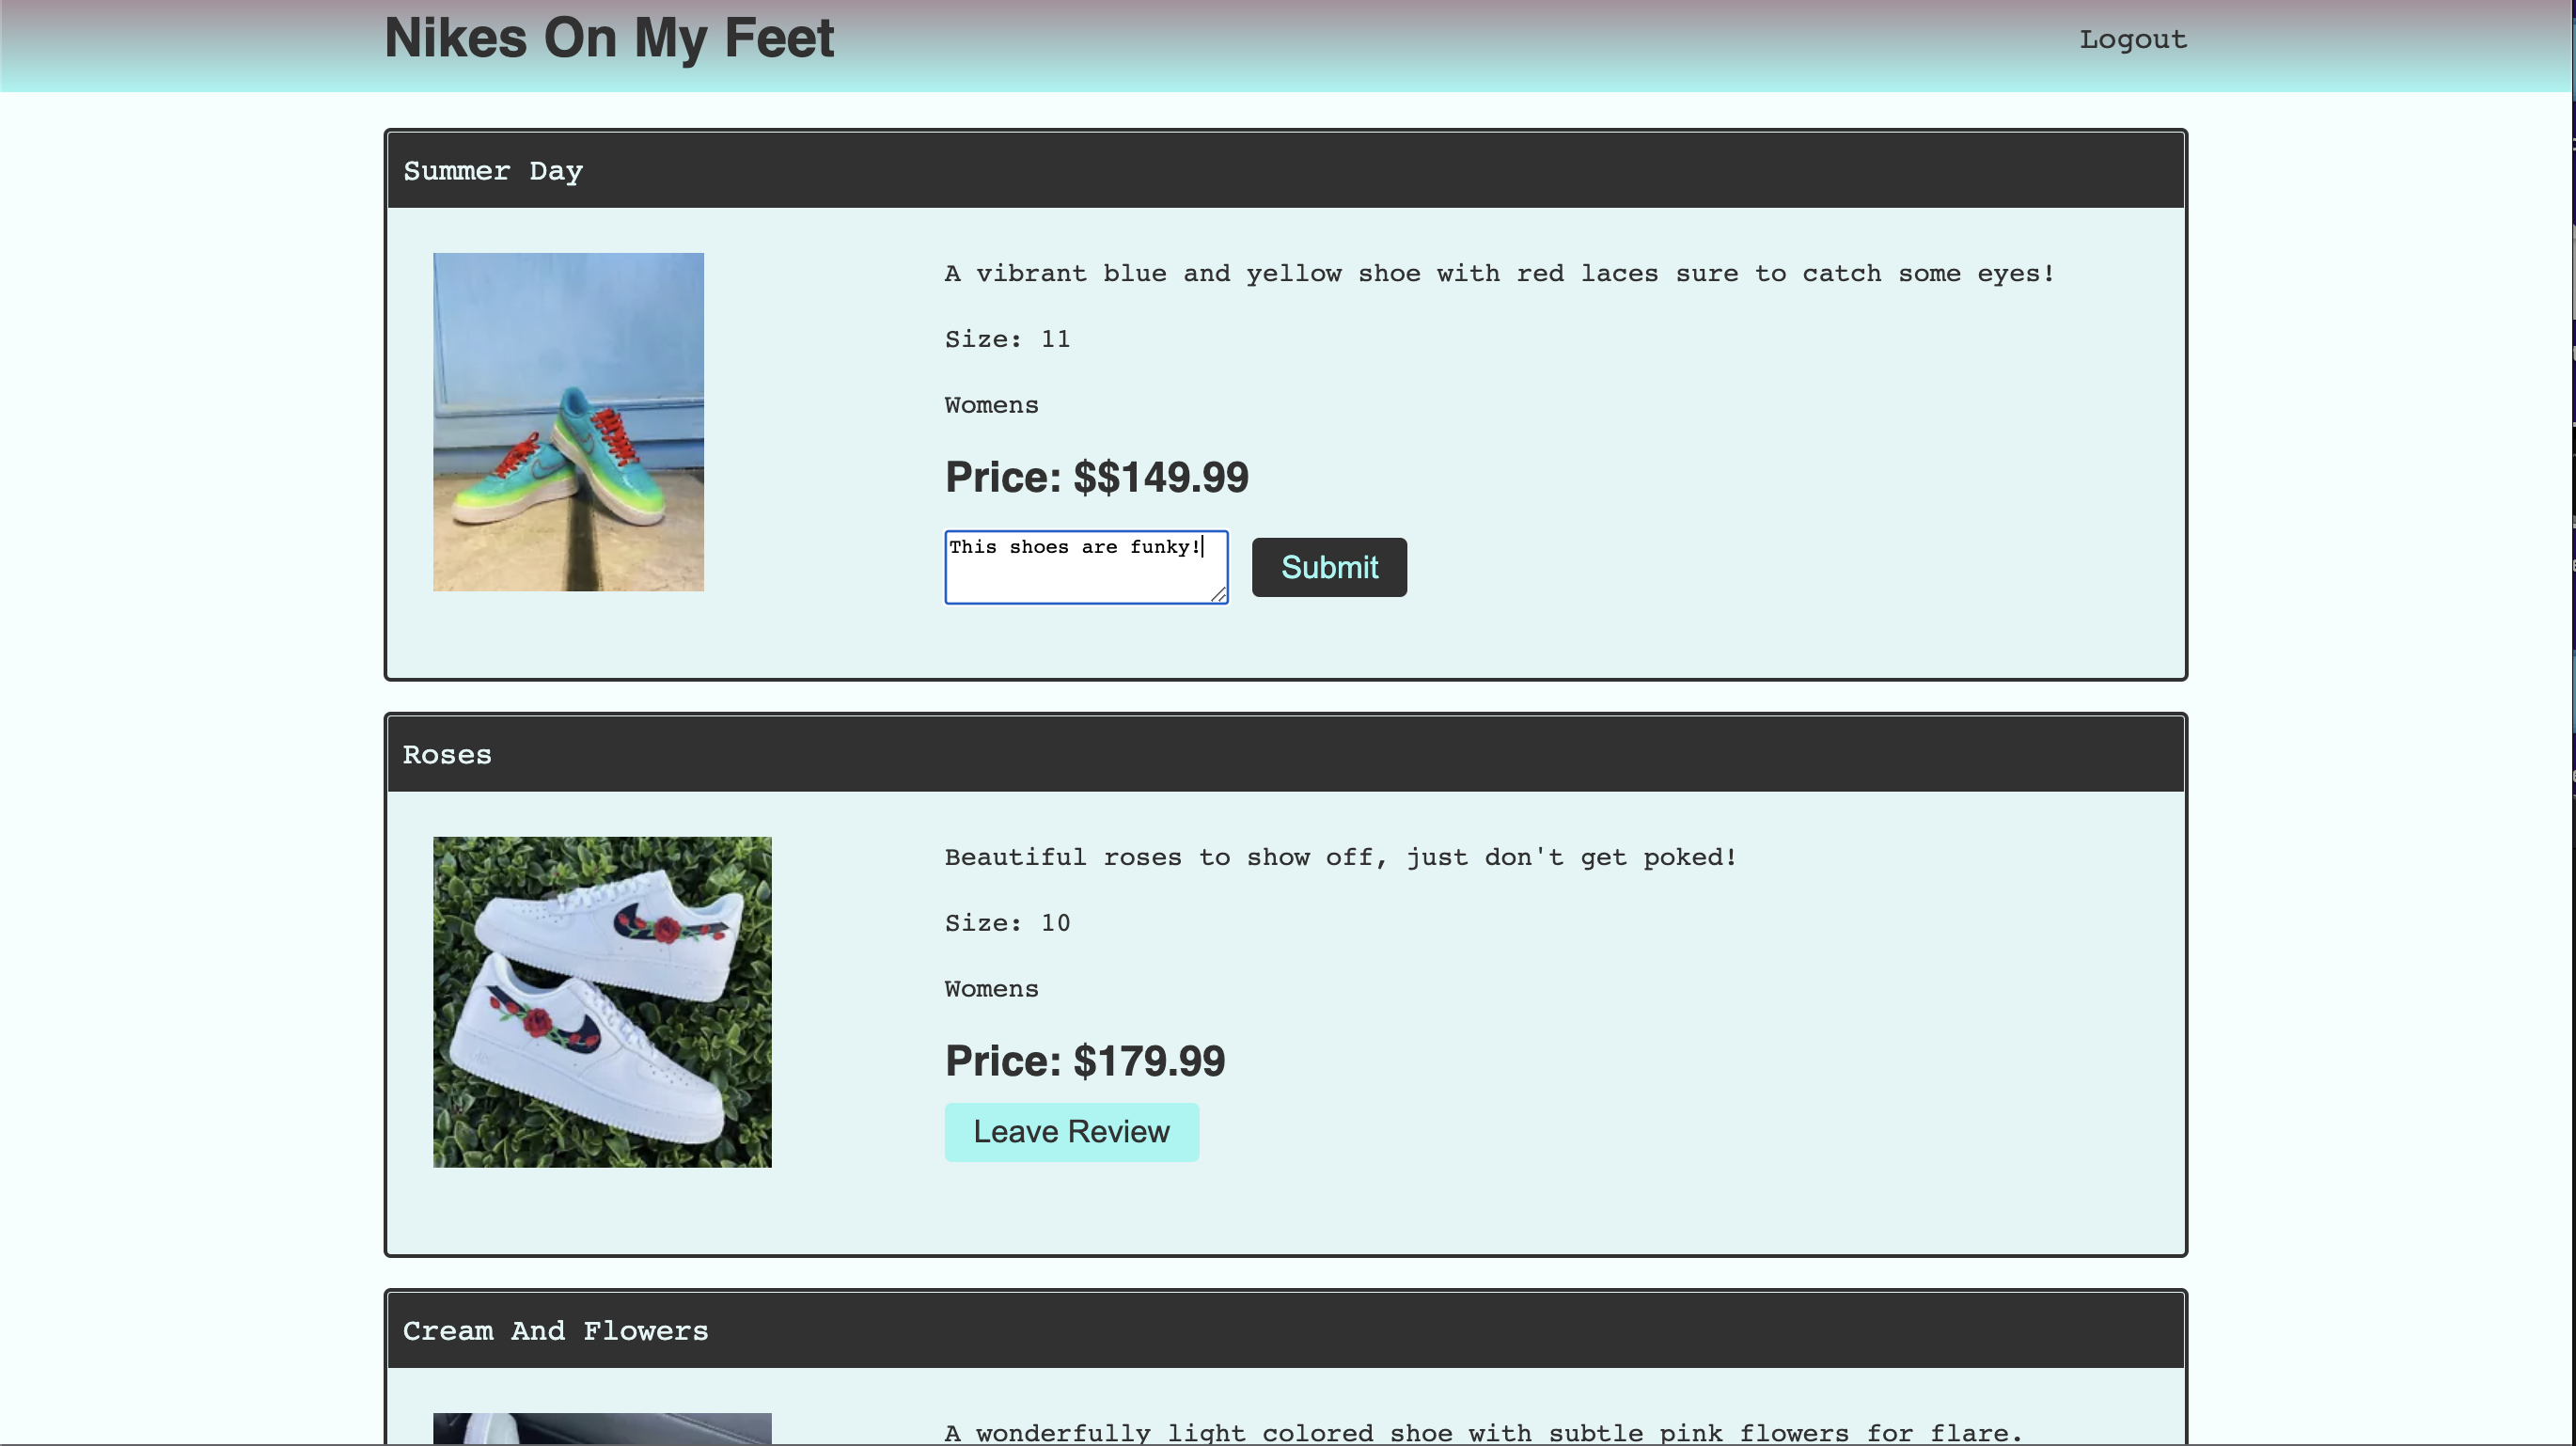 Nikes On My Feet
Logout
Summer Day
A vibrant blue and yellow shoe with red laces sure to catch some eyes!
Size: 11
Womens
Price: $$149.99
This shoes are funky!
Submit
Roses
Beautiful roses to show off, just don't get poked!
Size: 10
Womens
Price: $179.99
Leave Review
Cream And Flowers
A wonderfully light colored shoe with subtle pink flowers for flare.